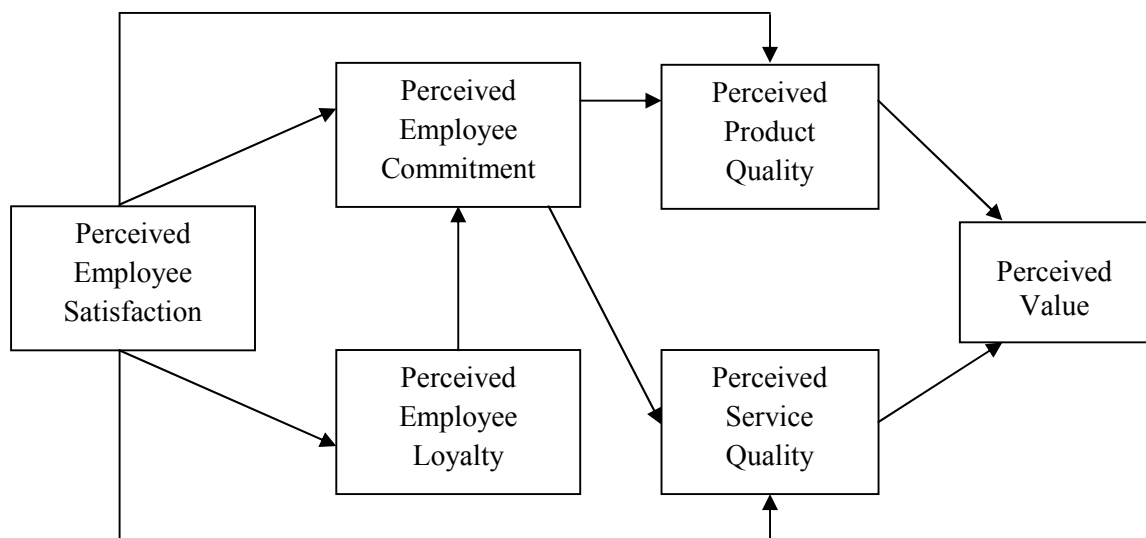 Perceived
Employee
Commitment
Perceived
Product
Quality
Perceived
Employee
Satisfaction
Perceived
Value
Perceived
Employee
Loyalty
Perceived
Service
Quality